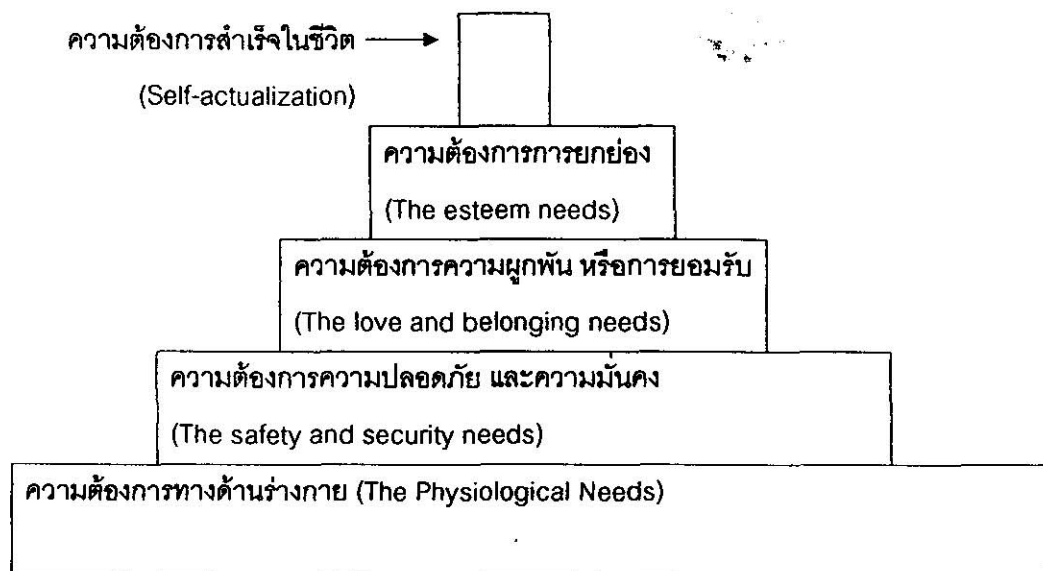 ความต้องการสำเร็จในชีวิต
(Self-actualization)
ความต้องการการยกย่อง
(The esteem needs)
ความต้องการความผูกพัน หรือการยอมรับ
(The love and belonging needs)
ความต้องการความปลอดภัย และความมั่นคง
(The safety and security needs)
ความต้องการทางด้านร่างกาย (The Physiological Needs)